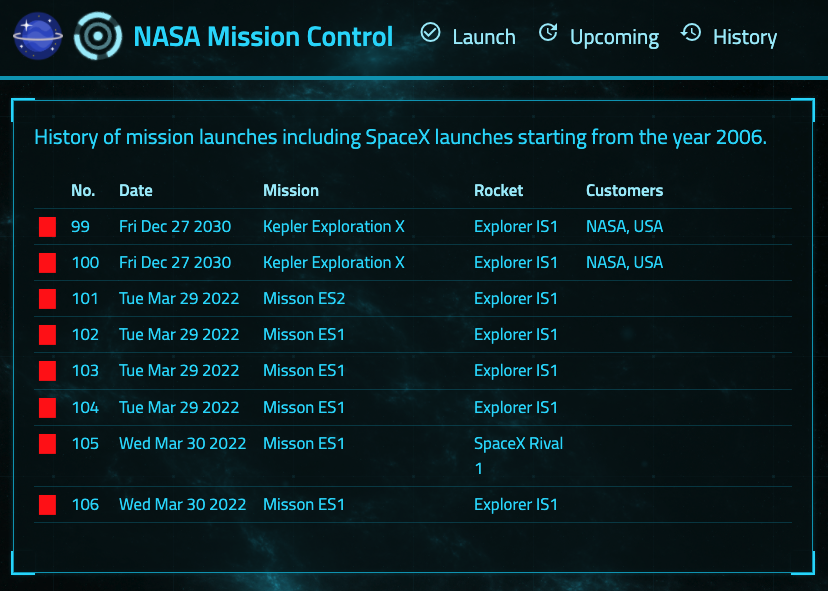 NASA Mission Control Launch Upcoming History
History of mission launches including SpaceX launches starting from the year 2006.
No. Date Mission Rocket Customers
99 Fri Dec 27 2030 Kepler Exploration X Explorer IS1 NASA, USA
100 Fri Dec 27 2030 Kepler Exploration X Explorer IS1 NASA, USA
101 Tue Mar 29 2022 Misson ES2 Explorer IS1
102 Tue Mar 29 2022 Misson ES1 Explorer IS1
103 Tue Mar 29 2022 Misson ES1 Explorer IS1
104 Tue Mar 29 2022 Misson ES1 Explorer IS1
105 Wed Mar 30 2022 Misson ES1 SpaceX Rival
1
106 Wed Mar 30 2022 Misson ES1 Explorer IS1